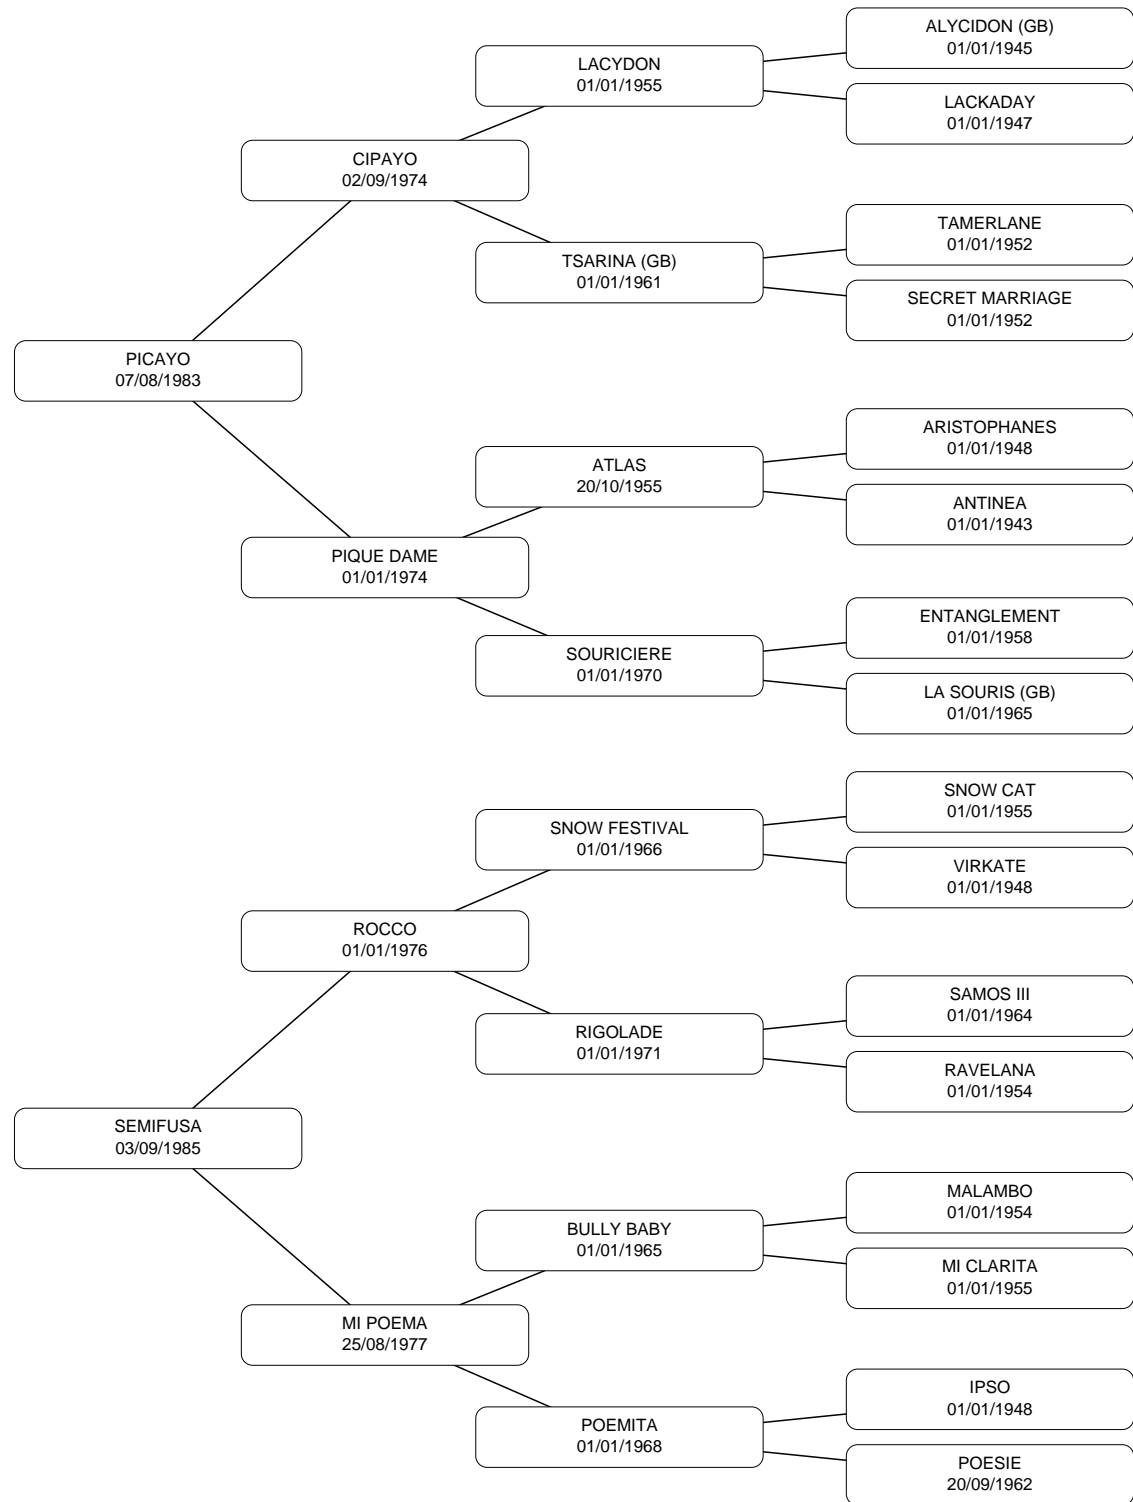 ALYCIDON (GB)
01/01/1945
LACYDON
01/01/1955
LACKADAY
01/01/1947
CIPAYO
02/09/1974
TAMERLANE
01/01/1952
TSARINA (GB)
01/01/1961
SECRET MARRIAGE
01/01/1952
PICAYO
07/08/1983
ARISTOPHANES
01/01/1948
ATLAS
20/10/1955
ANTINEA
01/01/1943
PIQUE DAME
01/01/1974
ENTANGLEMENT
01/01/1958
SOURICIERE
01/01/1970
LA SOURIS (GB)
01/01/1965
SNOW CAT
01/01/1955
SNOW FESTIVAL
01/01/1966
VIRKATE
01/01/1948
ROCCO
01/01/1976
SAMOS III
01/01/1964
RIGOLADE
01/01/1971
RAVELANA
01/01/1954
SEMIFUSA
03/09/1985
MALAMBO
01/01/1954
BULLY BABY
01/01/1965
MI CLARITA
01/01/1955
MI POEMA
25/08/1977
IPSO
01/01/1948
POEMITA
01/01/1968
POESIE
20/09/1962